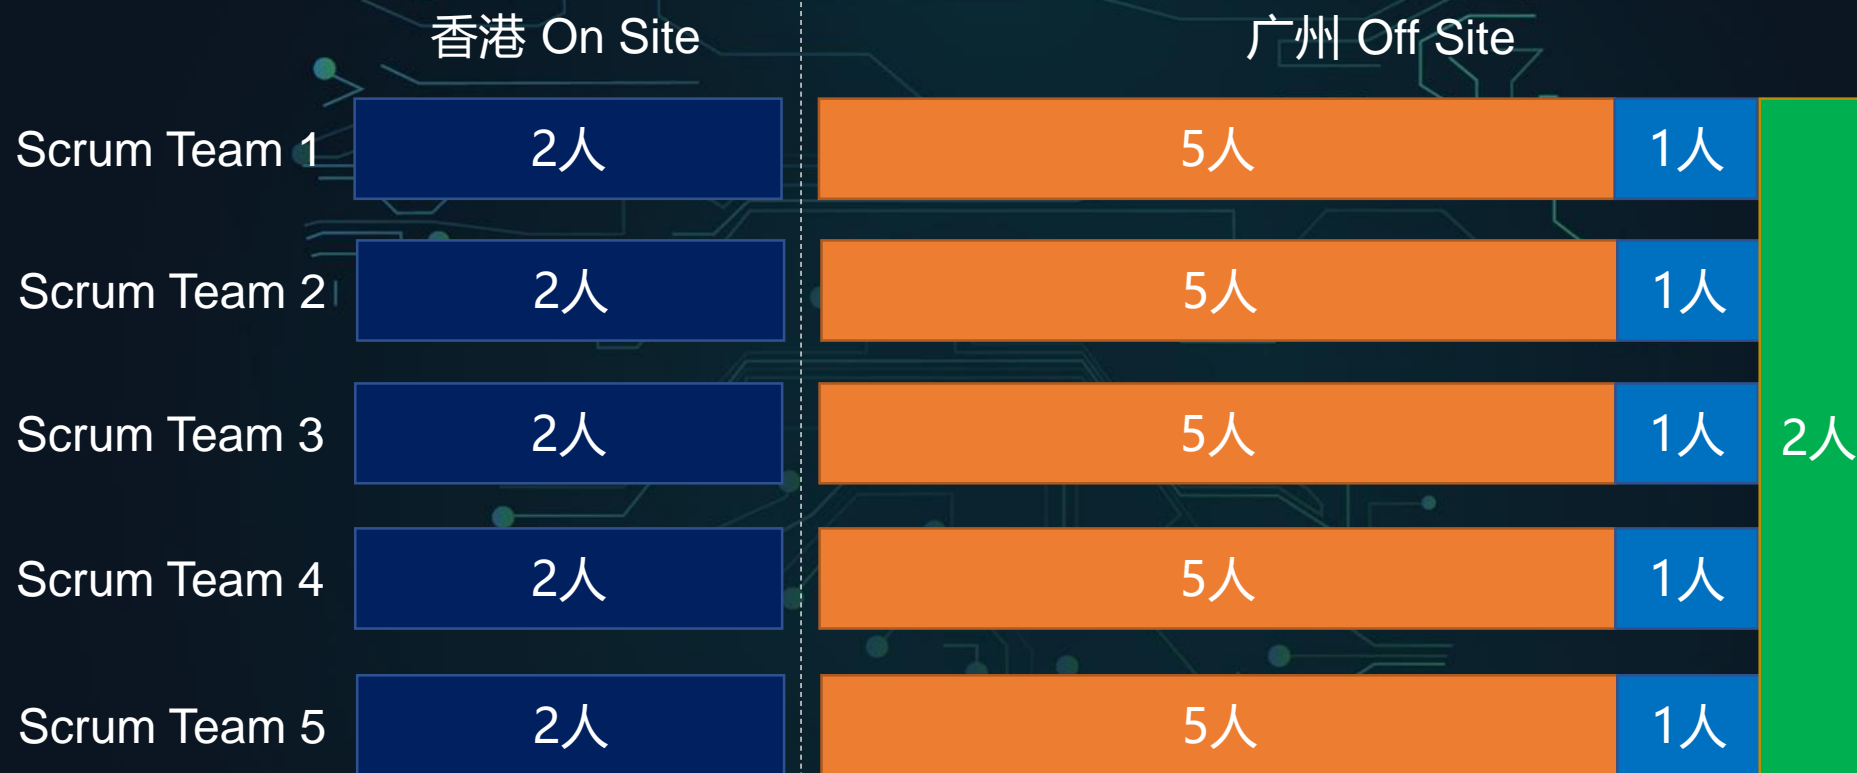 香港 On Site
广州 Off Site
Scrum Team 1
2人
5人
1人
Scrum Team 2
2人
5人
1人
Scrum Team 3
2人
5人
1人
2人
Scrum Team 4
2人
5人
1人
Scrum Team 5
2人
5人
1人